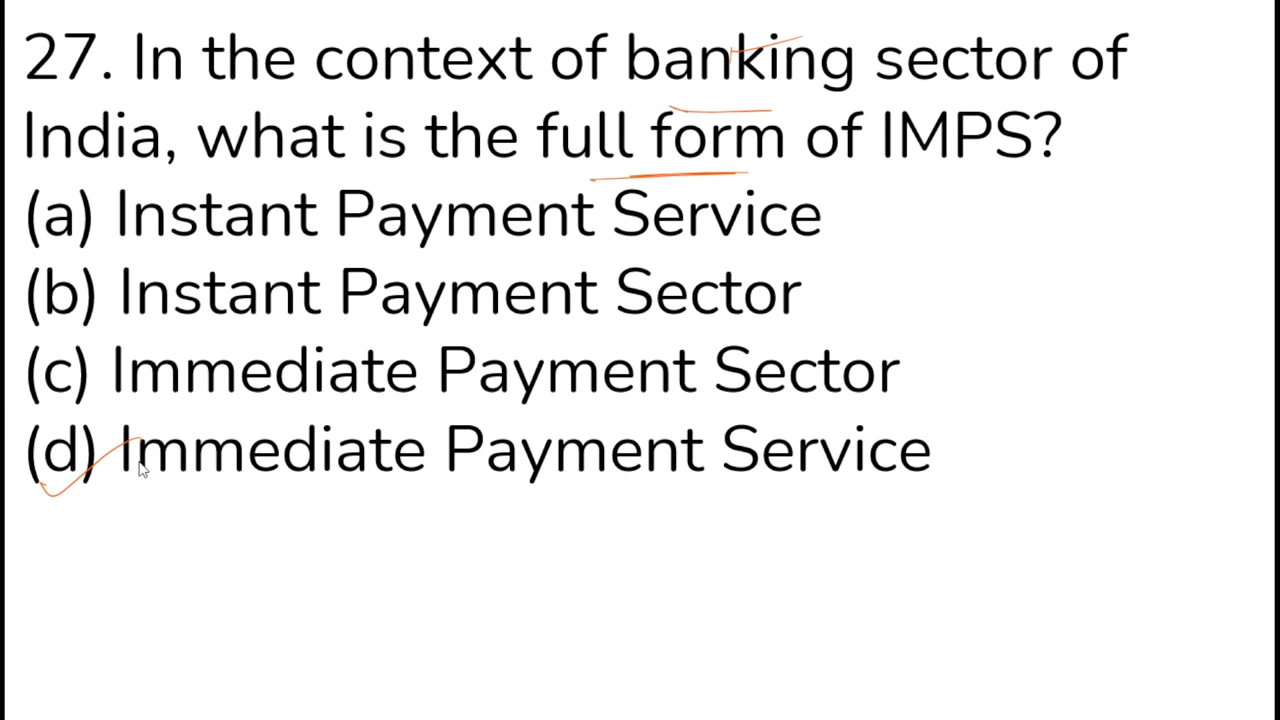 27. In the context of banking sector of
India, what is the full form of IMPS?
(a) Instant Payment Service
(b) Instant Payment Sector
(c) Immediate Payment Sector
(d) Immediate Payment Service